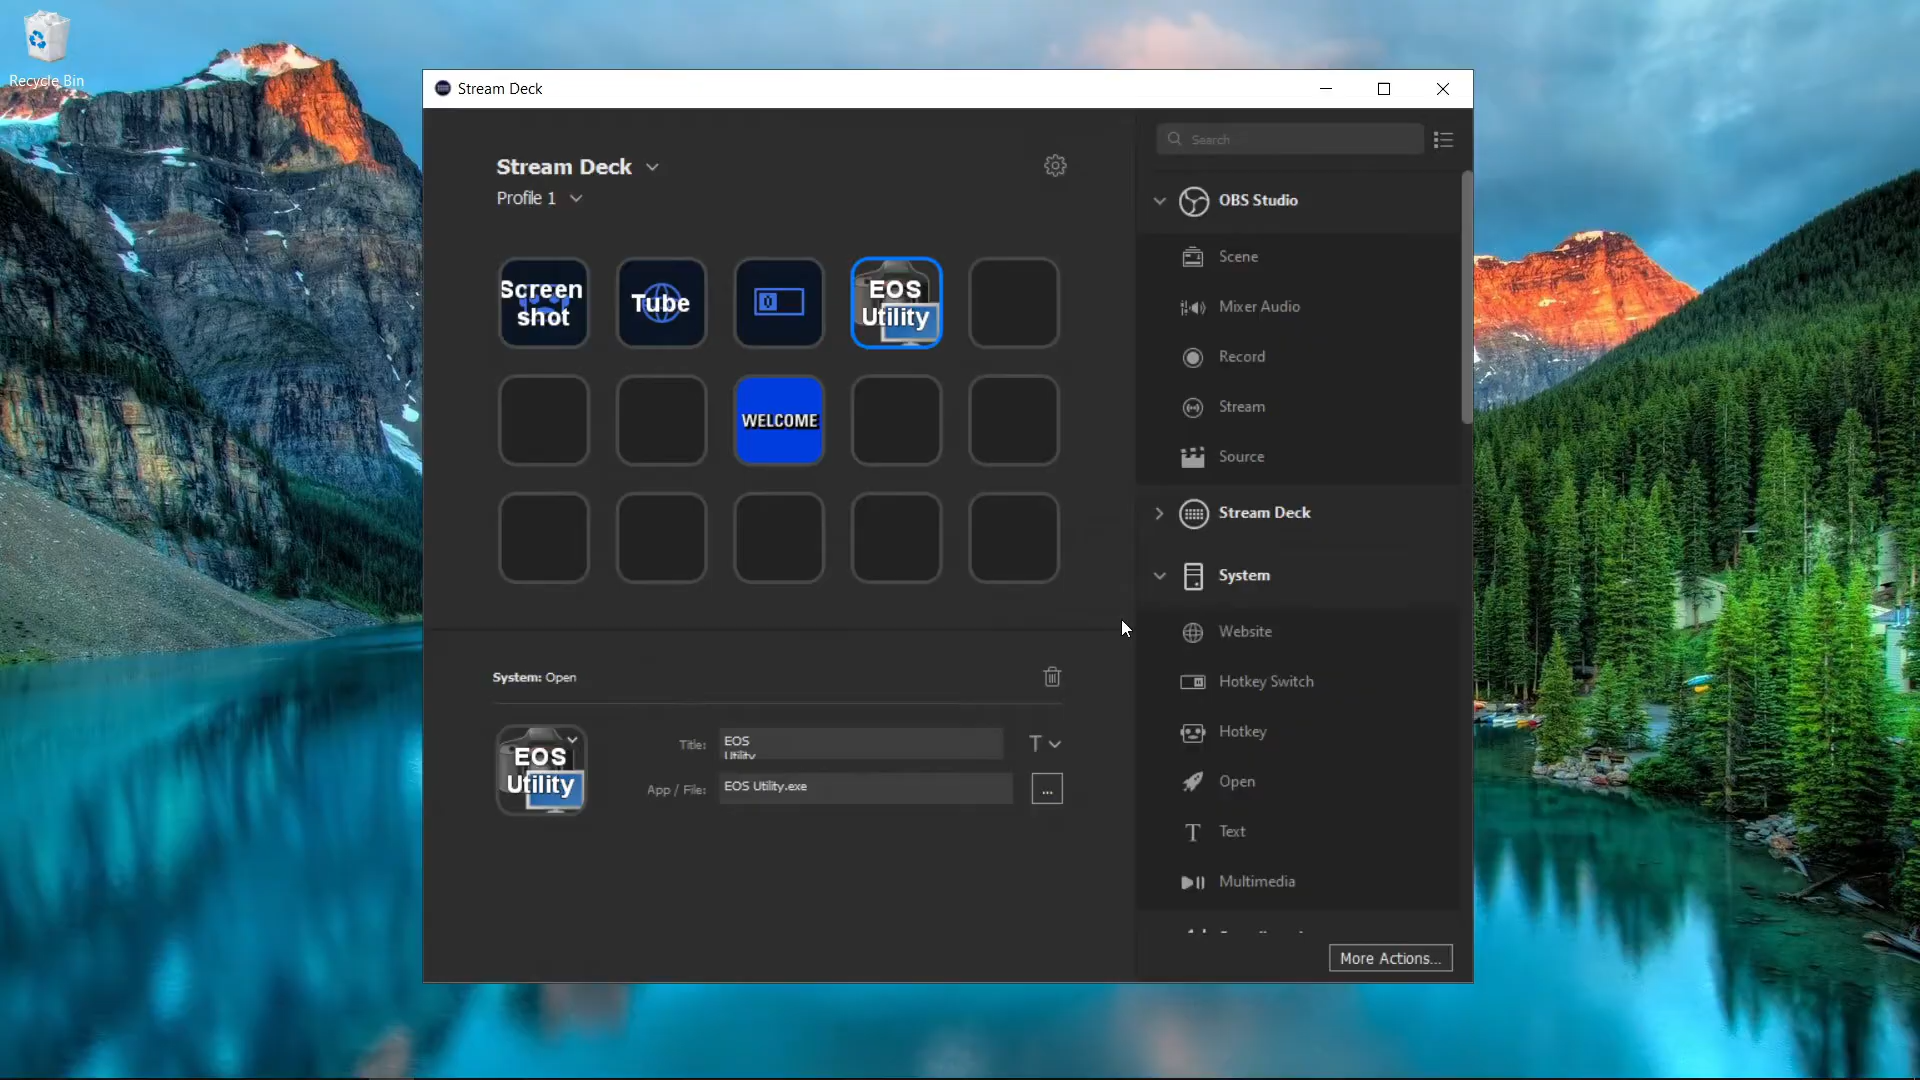 Recycle Bin
Stream Deck
Search
Stream Deck
Profile 1
OBS Studio
Scene
Mixer Audio
Record
Stream
Source
Screen
shot
Tube
0
EOS
Utility
WELCOME
Stream Deck
System
Website
Hotkey Switch
Hotkey
Open
Text
Multimedia
System: Open
EOS
Utility
Title:
EOS
Utility
T
App / File:
EOS Utility.exe
...
More Actions...